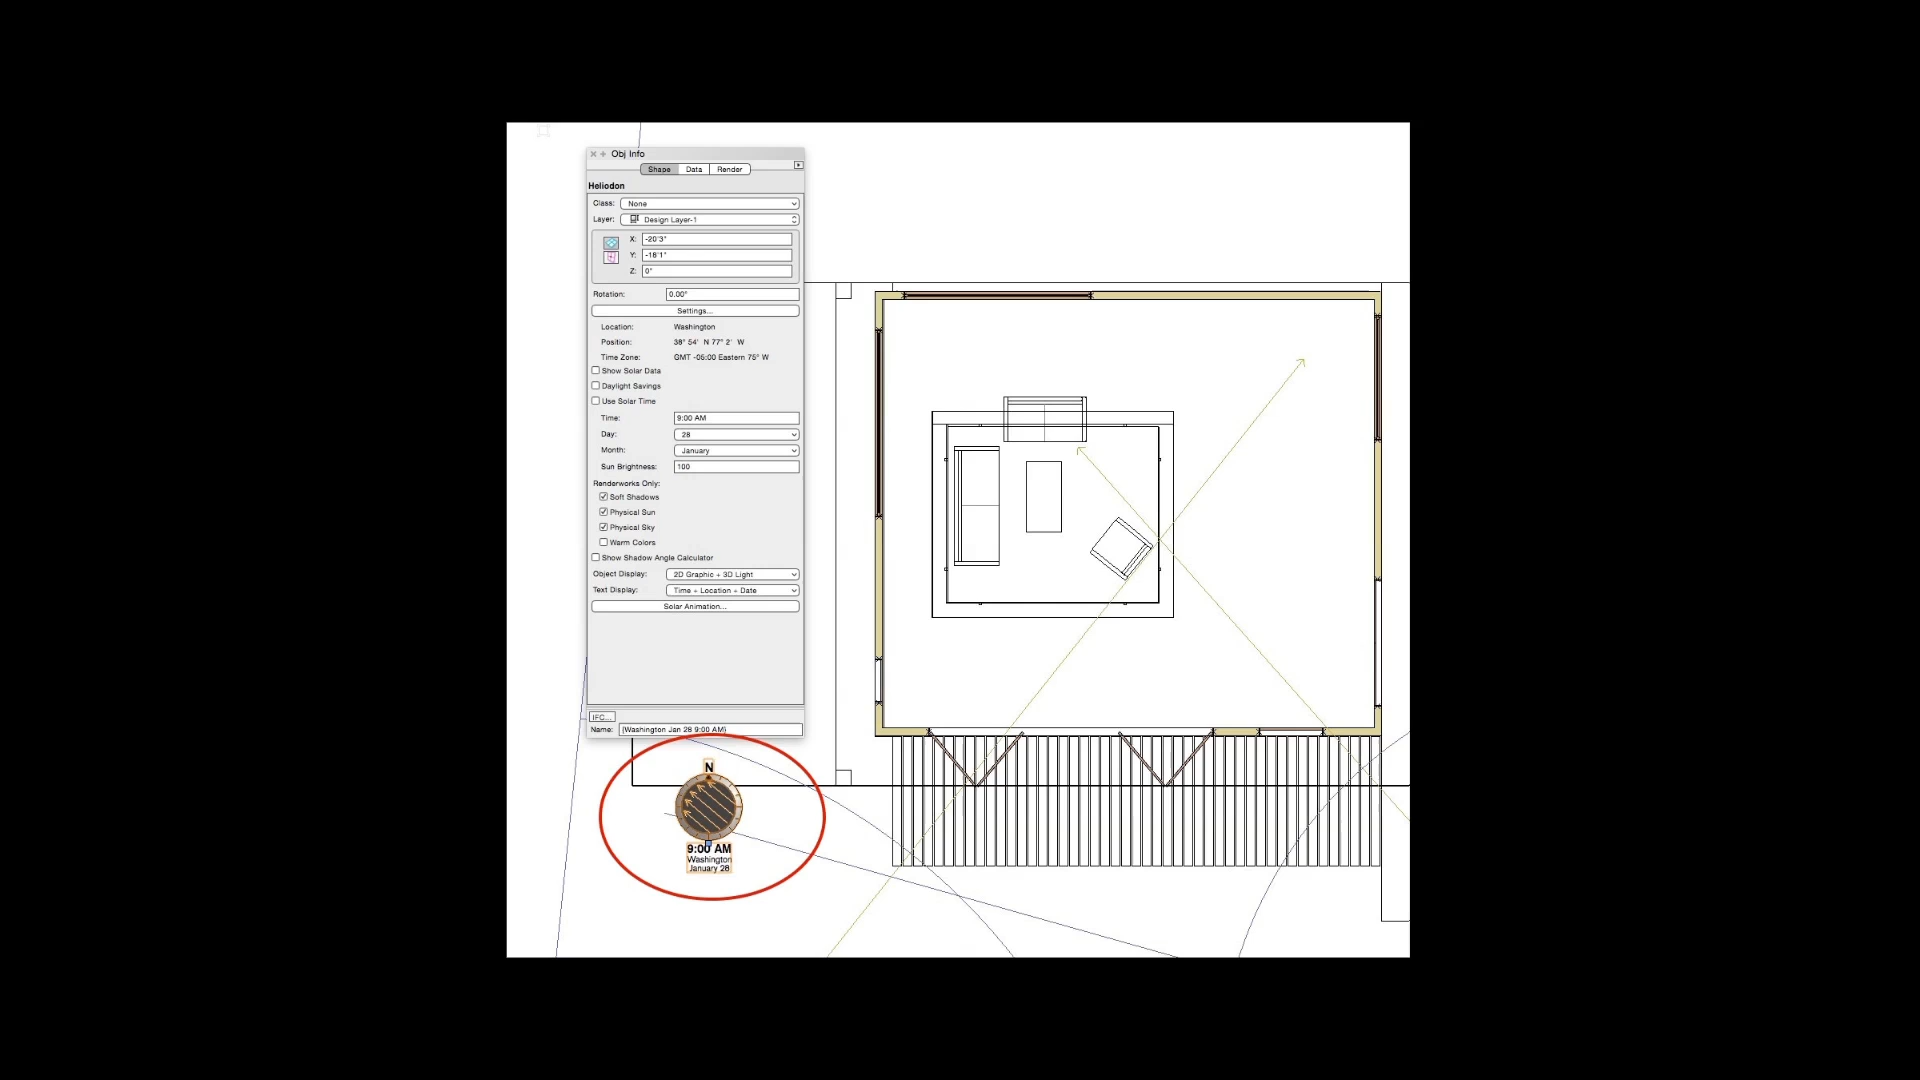 Obj Info
Shape Data Render
Heliodon
Class: None
Layer: Design Layer-1
X: -20'3"
Y: -16'1"
Z: 0"
Rotation: 0.00°
Settings...
Location: Washington
Position: 38° 54' N 77° 2' W
Time Zone: GMT -05:00 Eastern 75° W
Show Solar Data
Daylight Savings
Use Solar Time
Time: 9:00 AM
Day: 28
Month: January
Sun Brightness: 100
Renderworks Only:
Soft Shadows
Physical Sun
Physical Sky
Warm Colors
Show Shadow Angle Calculator
Object Display: 2D Graphic + 3D Light
Text Display: Time + Location + Date
Solar Animation...
IFC...
Name: {Washington Jan 28 9:00 AM}
N
9:00 AM
Washington
January 28